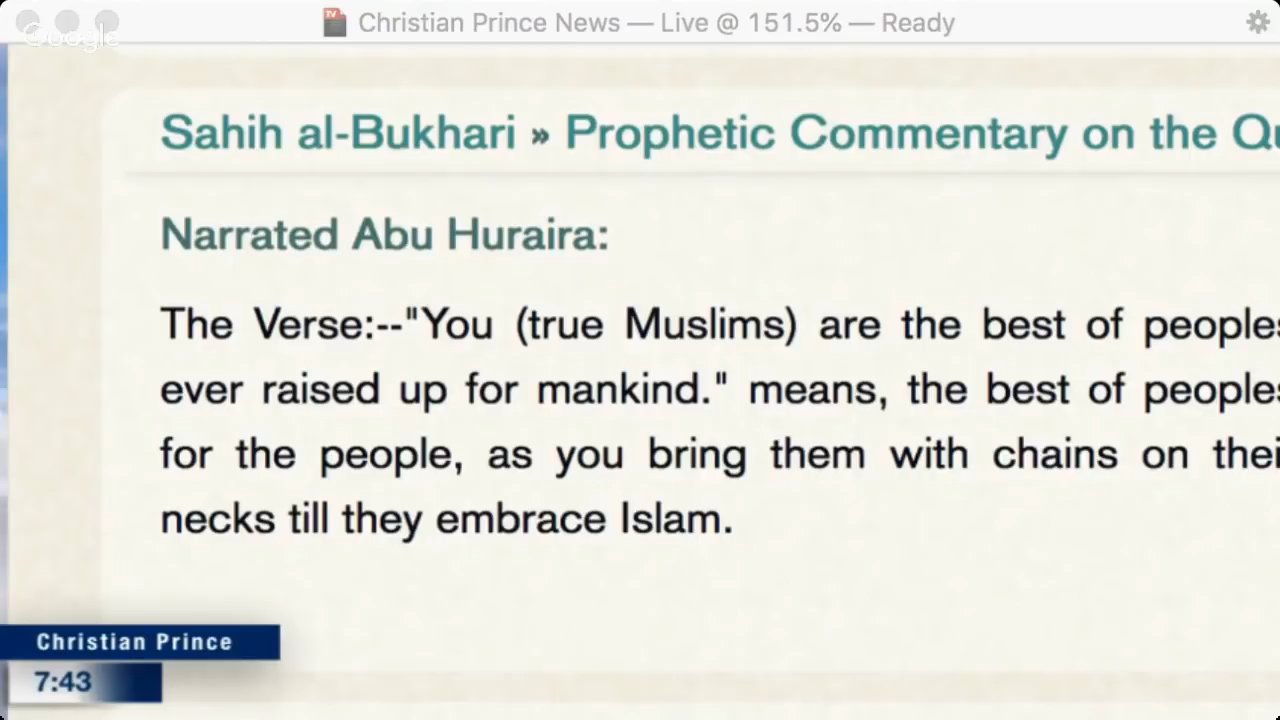 Christian Prince News — Live @ 151.5% — Ready
Google
Sahih al-Bukhari » Prophetic Commentary on the
Narrated Abu Huraira:
The Verse:--"You (true Muslims) are the best of peoples
ever raised up for mankind." means, the best of peoples
for the people, as you bring them with chains on
necks till they embrace Islam.
Christian Prince
7:43